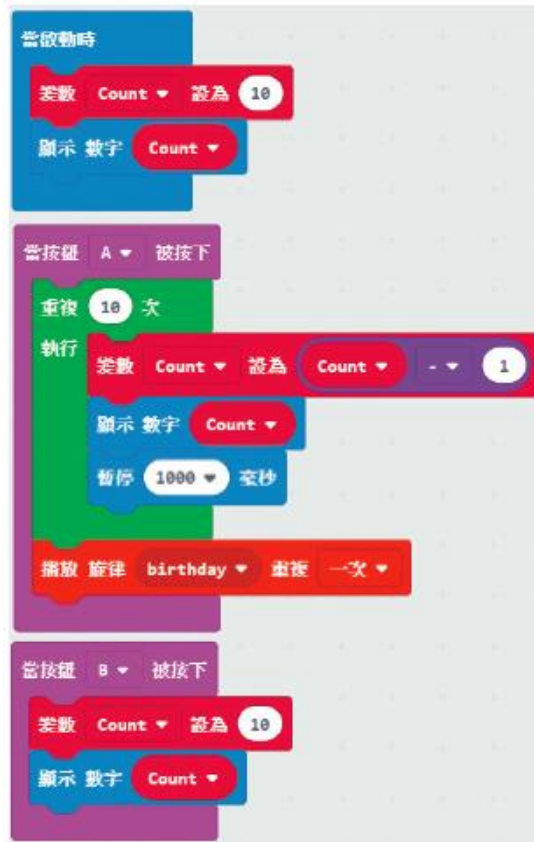 當啟動時
變數 Count 設為 10
顯示 數字 Count
當按鈕 A 被按下
重複 10 次
執行
變數 Count 設為 Count - 1
顯示 數字 Count
暫停 1000 毫秒
播放 旋律 birthday 重複 一次
當按鈕 B 被按下
變數 Count 設為 10
顯示 數字 Count